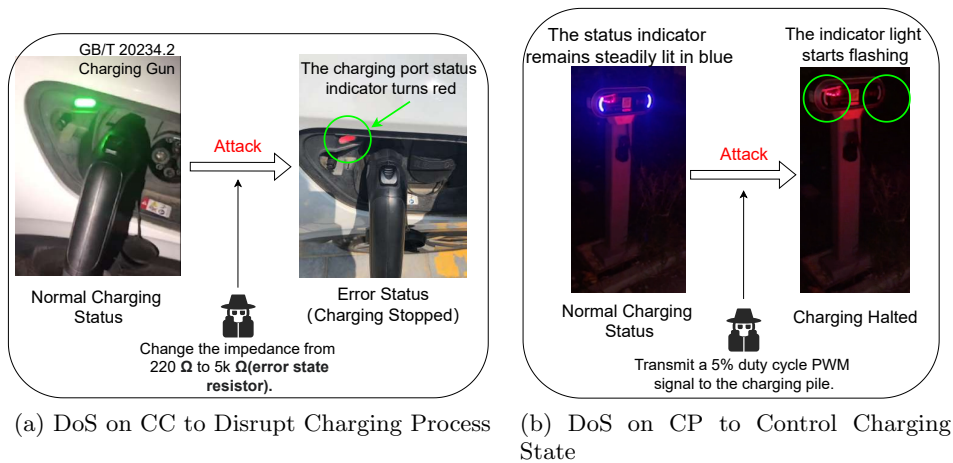 GB/T 20234.2
Charging Gun
The charging port status
indicator turns red
Attack
Normal Charging
Status
Error Status
(Charging Stopped)
Change the impedance from
220 Ω to 5k Ω(error state
resistor).
(a) DoS on CC to Disrupt Charging Process
The status indicator
remains steadily lit in blue
The indicator light
starts flashing
Attack
Normal Charging
Status
Charging Halted
Transmit a 5% duty cycle PWM
signal to the charging pile.
(b) DoS on CP to Control Charging
State